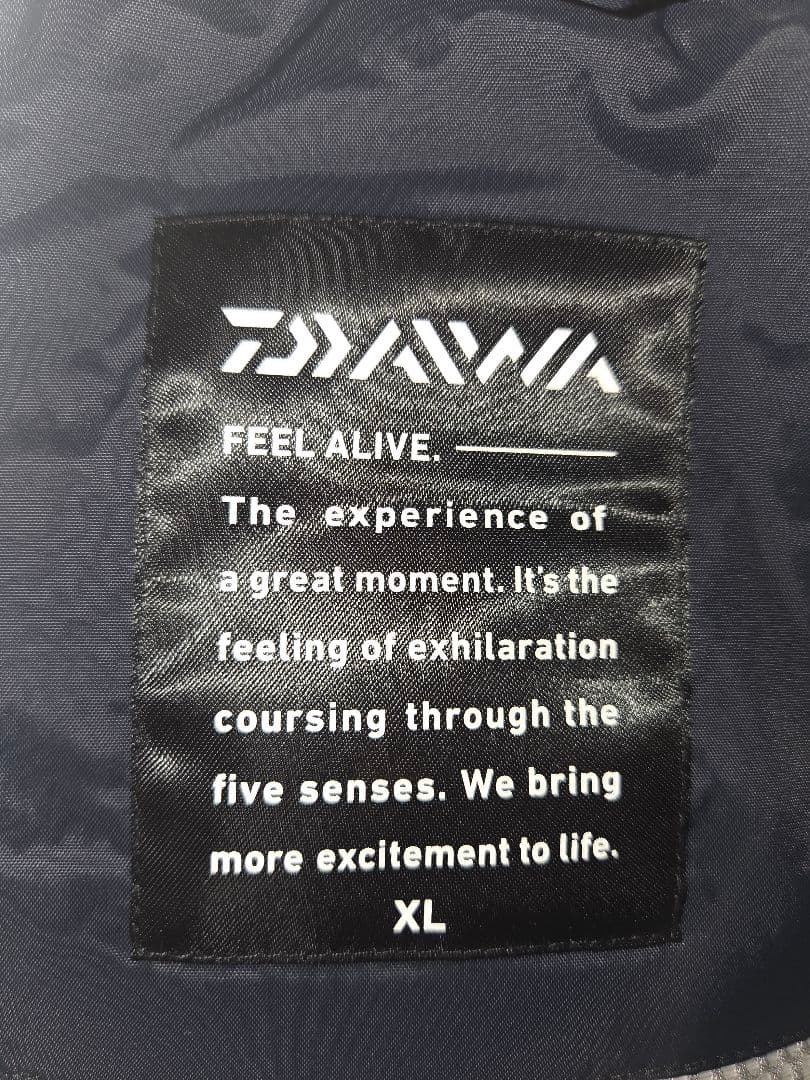 DAIWA
FEEL ALIVE.
The experience of
a great moment. It's the
feeling of exhilaration
coursing through the
five senses. We bring
more excitement to life.
XL